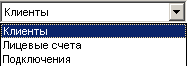 Клиенты
Клиенты
Лицевые счета
Подключения